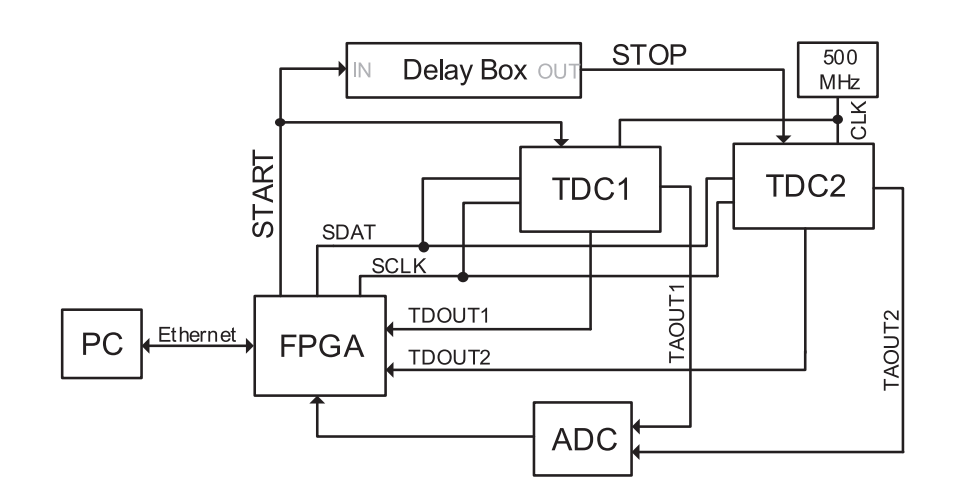 500
MHz
STOP
IN
Delay Box
OUT
CLK
START
TDC1
TDC2
SDAT
SCLK
TDOUT1
TAOUT1
TAOUT2
PC
Ethernet
FPGA
TDOUT2
ADC